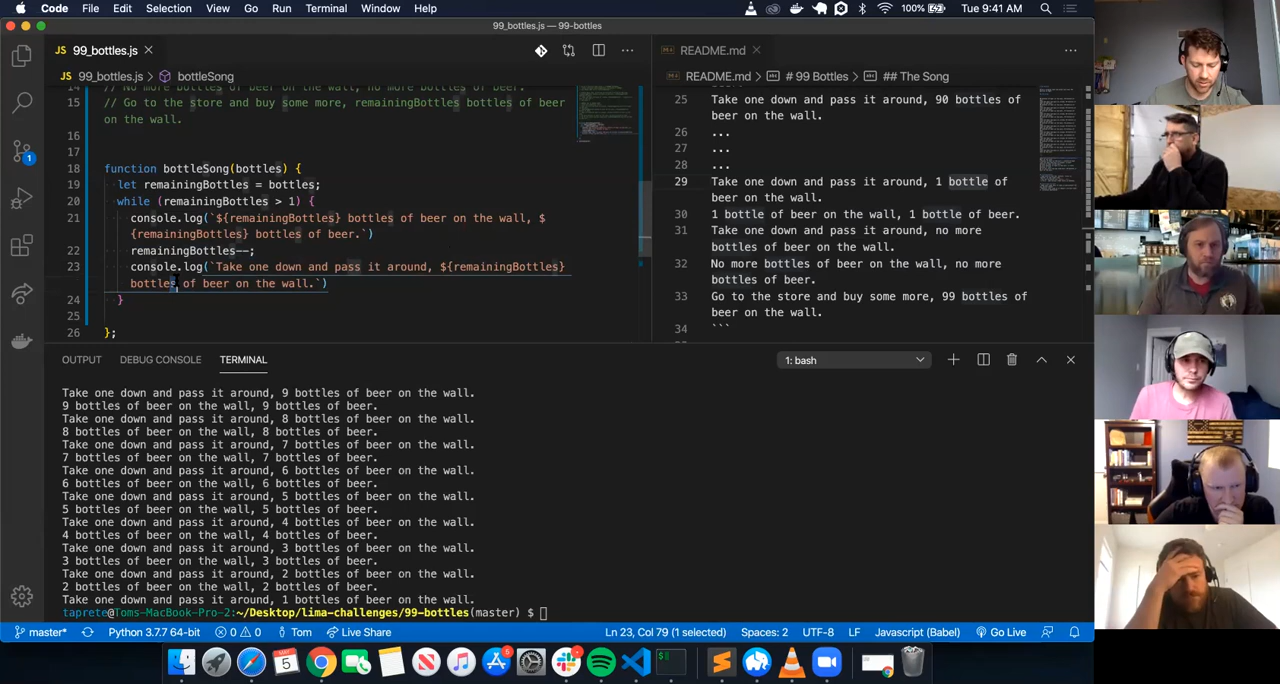 Code File Edit Selection View Go Run Terminal Window Help 100% Tue 9:41 AM
99_bottles.js — 99-bottles
JS 99_bottles.js
JS 99_bottles.js > bottleSong
14 // No more bottles of beer on the wall, no more bottles of beer.
15 // Go to the store and buy some more, remainingBottles bottles of beer
on the wall.
16
17
18 function bottleSong(bottles) {
19 let remainingBottles = bottles;
20 while (remainingBottles > 1) {
21 console.log(`${remainingBottles} bottles of beer on the wall, $
{remainingBottles} bottles of beer.`)
22 remainingBottles--;
23 console.log(`Take one down and pass it around, ${remainingBottles}
bottles of beer on the wall.`)
24 }
25
26 };
README.md
README.md > # 99 Bottles > ## The Song
25 Take one down and pass it around, 90 bottles of
beer on the wall.
26 ...
27 ...
28 ...
29 Take one down and pass it around, 1 bottle of
beer on the wall.
30 1 bottle of beer on the wall, 1 bottle of beer.
31 Take one down and pass it around, no more
bottles of beer on the wall.
32 No more bottles of beer on the wall, no more
bottles of beer.
33 Go to the store and buy some more, 99 bottles of
beer on the wall.
34 ```
OUTPUT DEBUG CONSOLE TERMINAL 1: bash
Take one down and pass it around, 9 bottles of beer on the wall.
9 bottles of beer on the wall, 9 bottles of beer.
Take one down and pass it around, 8 bottles of beer on the wall.
8 bottles of beer on the wall, 8 bottles of beer.
Take one down and pass it around, 7 bottles of beer on the wall.
7 bottles of beer on the wall, 7 bottles of beer.
Take one down and pass it around, 6 bottles of beer on the wall.
6 bottles of beer on the wall, 6 bottles of beer.
Take one down and pass it around, 5 bottles of beer on the wall.
5 bottles of beer on the wall, 5 bottles of beer.
Take one down and pass it around, 4 bottles of beer on the wall.
4 bottles of beer on the wall, 4 bottles of beer.
Take one down and pass it around, 3 bottles of beer on the wall.
3 bottles of beer on the wall, 3 bottles of beer.
Take one down and pass it around, 2 bottles of beer on the wall.
2 bottles of beer on the wall, 2 bottles of beer.
Take one down and pass it around, 1 bottles of beer on the wall.
taprete@Toms-MacBook-Pro-2:~/Desktop/lima-challenges/99-bottles(master) $
master* Python 3.7.7 64-bit 0 0 Tom Live Share Ln 23, Col 79 (1 selected) Spaces: 2 UTF-8 LF Javascript (Babel) Go Live